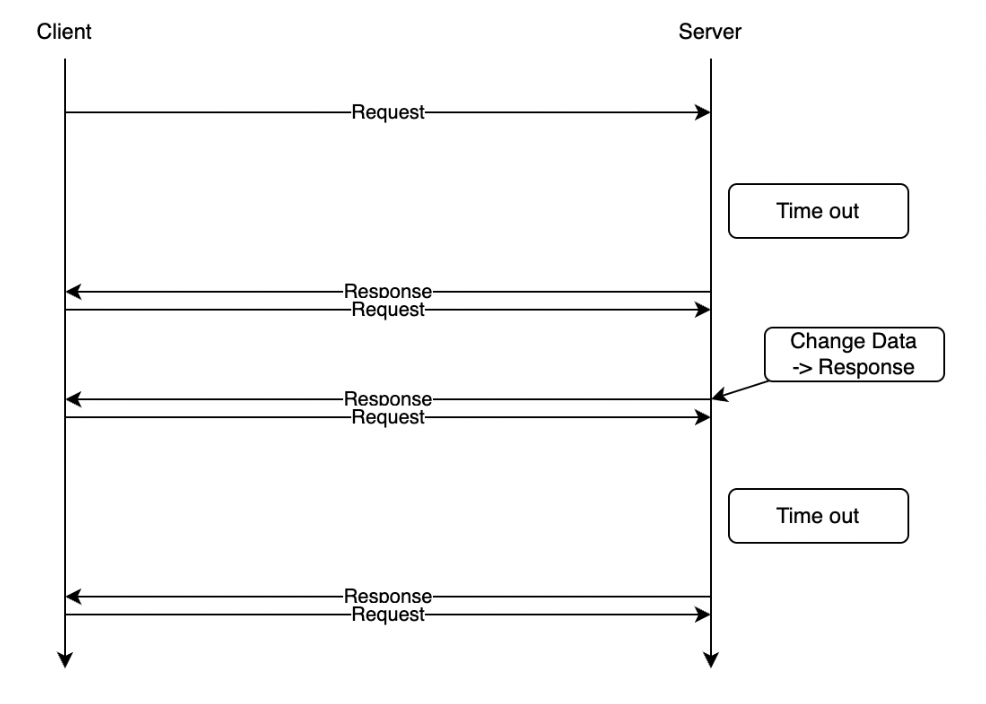 Client
Server
Request
Time out
Response
Request
Change Data
-> Response
Response
Request
Time out
Response
Request